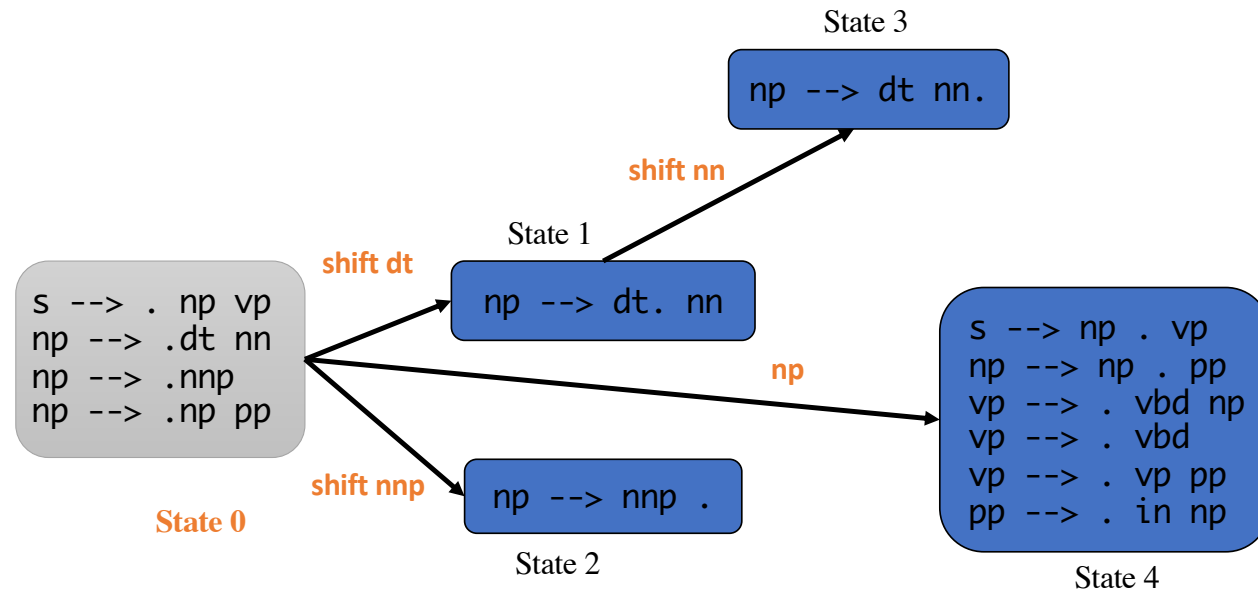 State 3
np --> dt nn.
shift nn
State 1
shift dt
np --> dt. nn
s --> . np vp
np --> .dt nn
np --> .nnp
np --> .np pp
State 0
np
s --> np . vp
np --> np . pp
vp --> . vbd np
vp --> . vbd
vp --> . vp pp
pp --> . in np
State 4
shift nnp
np --> nnp .
State 2